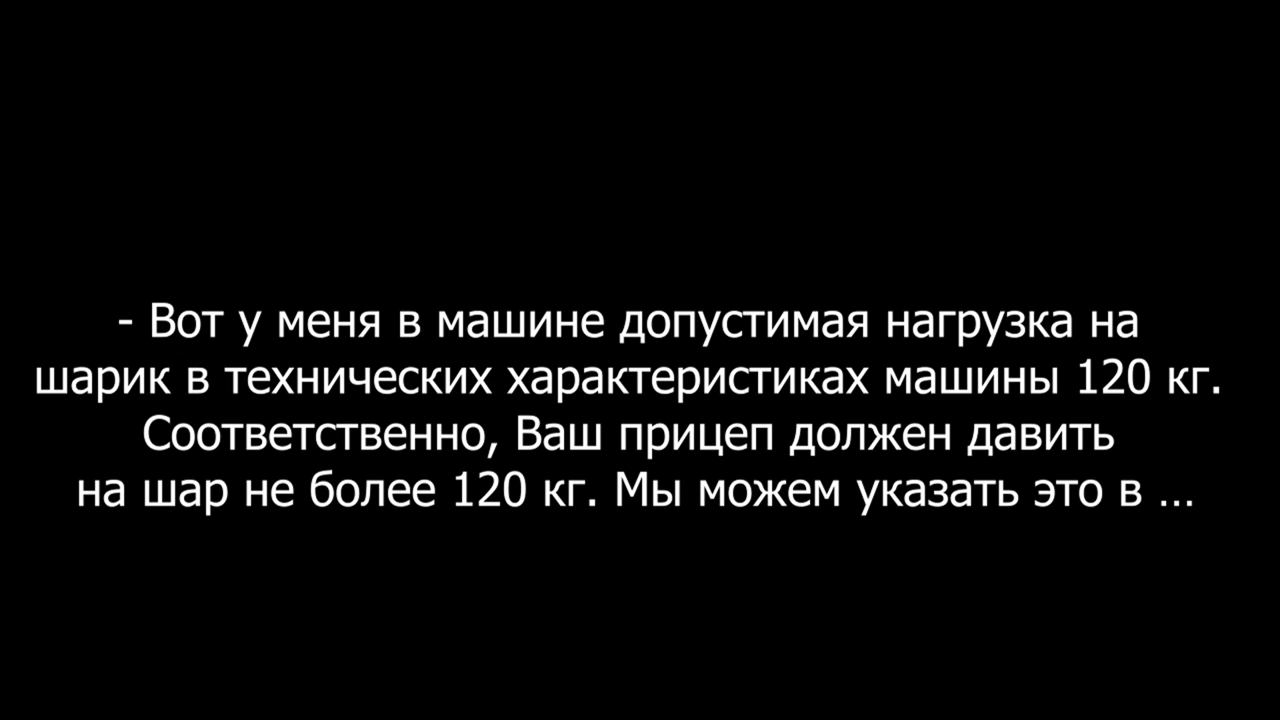 - Вот у меня в машине допустимая нагрузка на
шарик в технических характеристиках машины 120 кг.
Соответственно, Ваш прицеп должен давить
на шар не более 120 кг. Мы можем указать это в ...